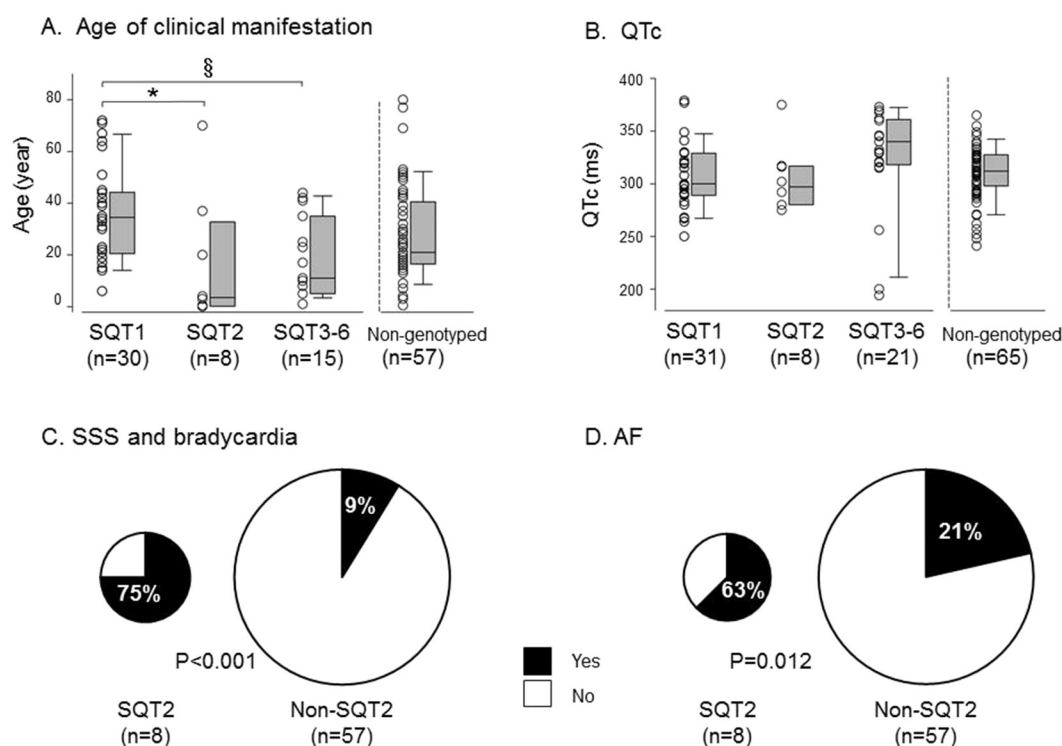 A. Age of clinical manifestation
§
§
*
Age (year)
80
60
40
20
0
SQT1
(n=30)
SQT2
(n=8)
SQT3-6
(n=15)
Non-genotyped
(n=57)
B. QTc
QTc (ms)
400
350
300
250
200
SQT1
(n=31)
SQT2
(n=8)
SQT3-6
(n=21)
Non-genotyped
(n=65)
C. SSS and bradycardia
75%
9%
P<0.001
SQT2
(n=8)
Non-SQT2
(n=57)
Yes
No
D. AF
63%
21%
P=0.012
SQT2
(n=8)
Non-SQT2
(n=57)